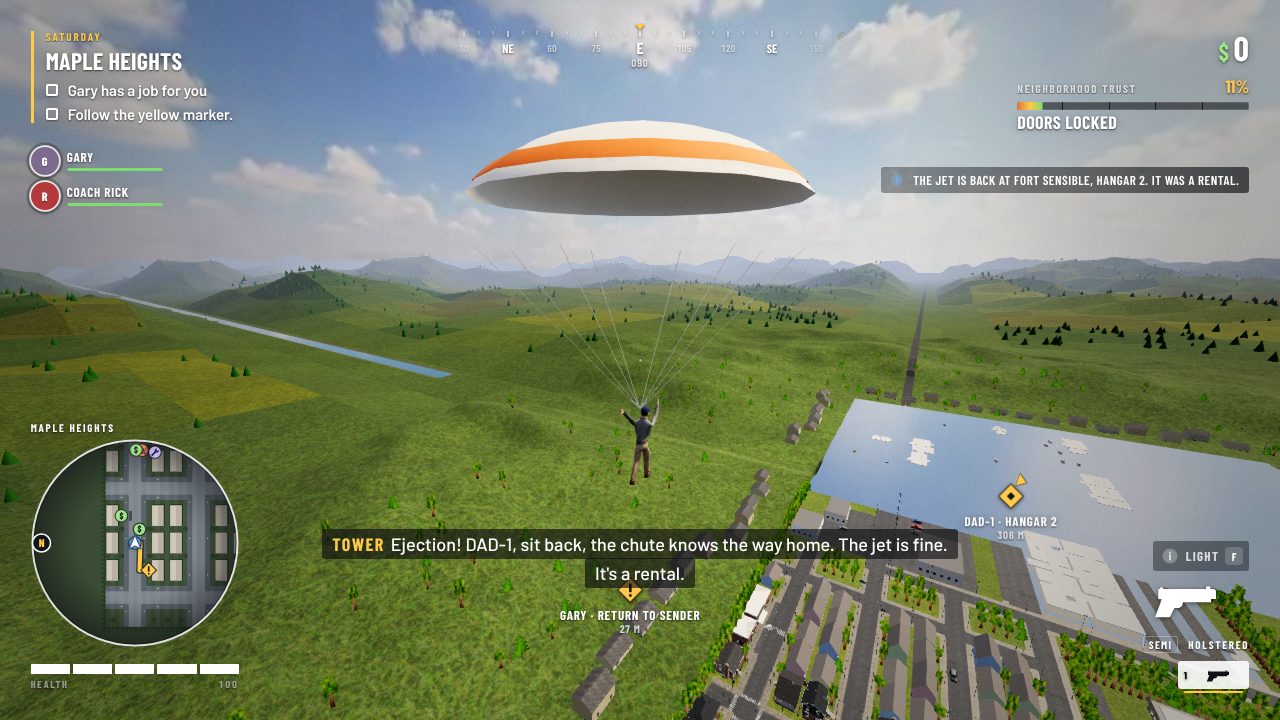 SATURDAY
MAPLE HEIGHTS
Gary has a job for you
Follow the yellow marker.
G GARY
R COACH RICK
30 NE 60 75 E 105 120 SE 150
090
$0
NEIGHBORHOOD TRUST 11%
DOORS LOCKED
THE JET IS BACK AT FORT SENSIBLE, HANGAR 2. IT WAS A RENTAL.
MAPLE HEIGHTS
$
$
$
N
!
HEALTH 100
DAD-1 · HANGAR 2
306 M
TOWER Ejection! DAD-1, sit back, the chute knows the way home. The jet is fine.
It's a rental.
!
GARY · RETURN TO SENDER
27 M
i LIGHT F
SEMI HOLSTERED
1